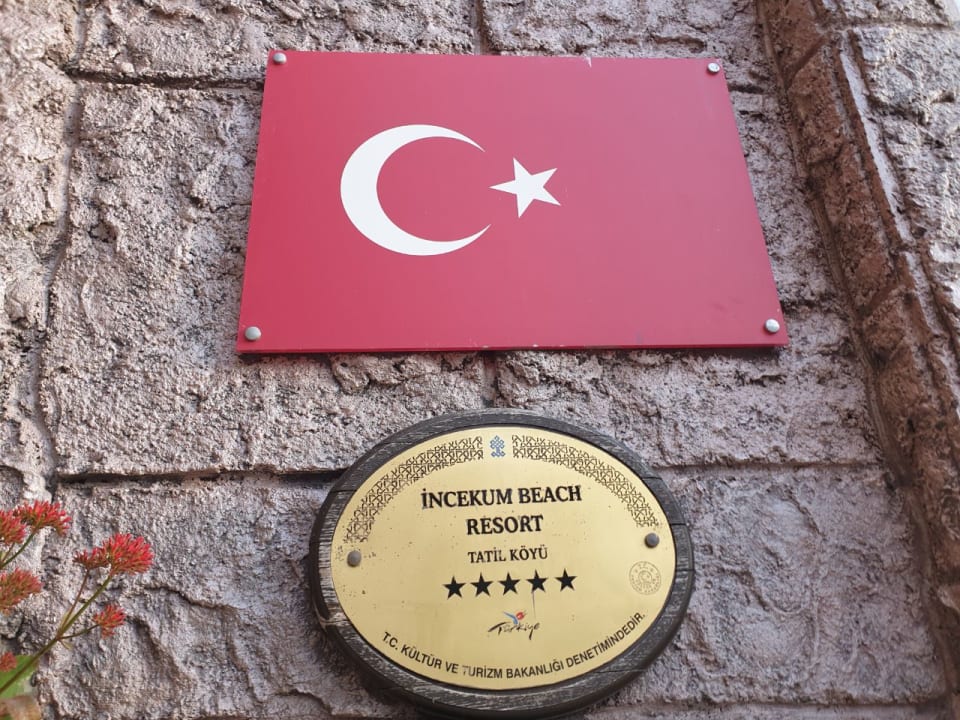 İNCEKUM BEACH
RESORT
TATİL KÖYÜ
Türkiye
T.C. KÜLTÜR VE TURİZM BAKANLIĞI DENETİMİNDEDİR.